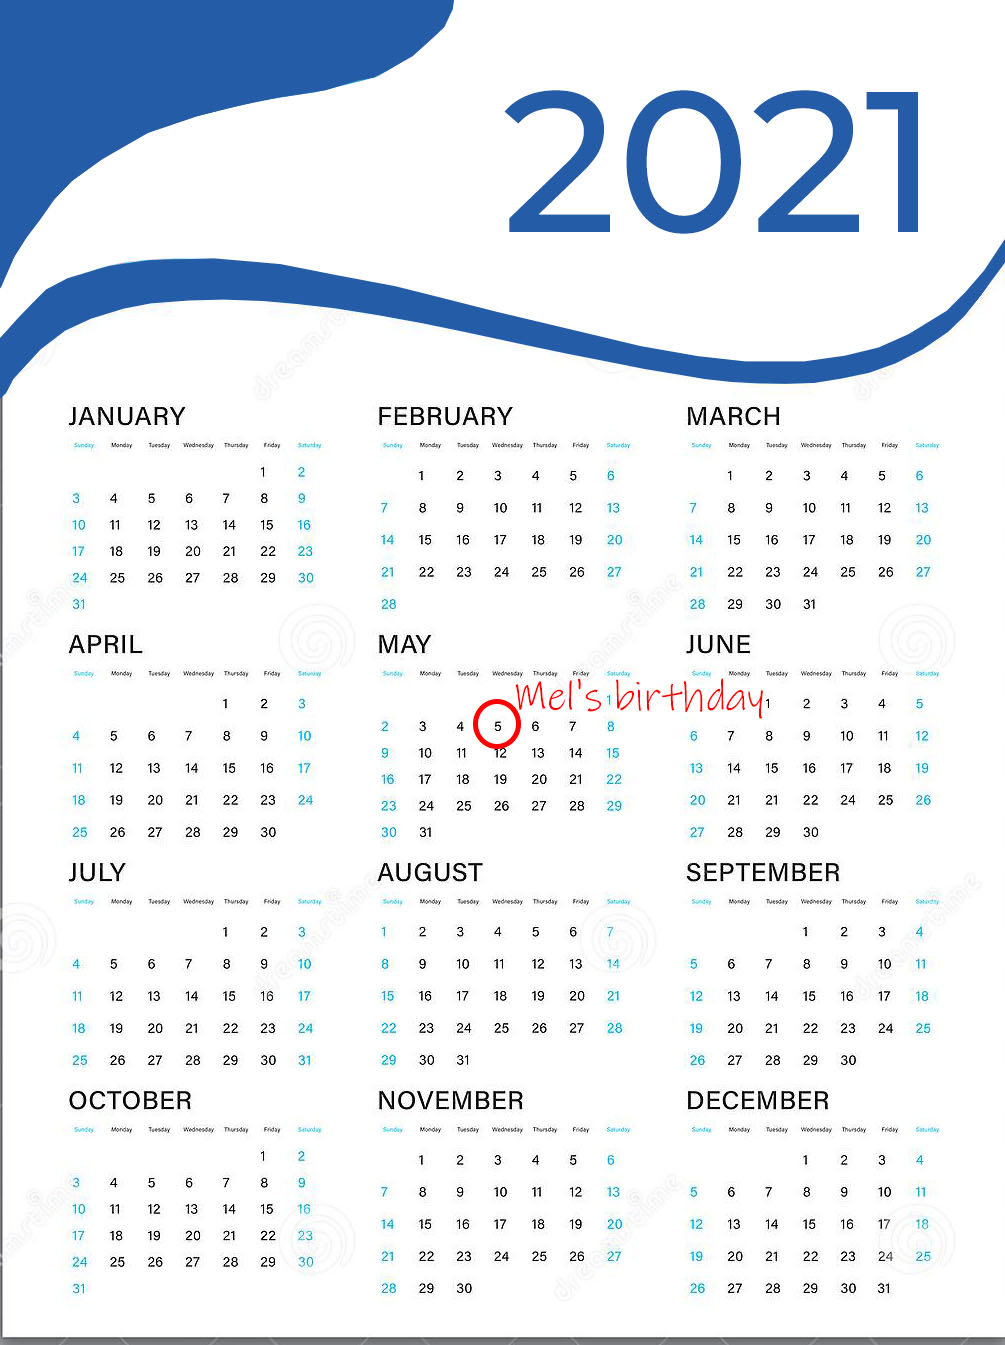 2021
JANUARY
Sunday Monday Tuesday Wednesday Thursday Friday Saturday
1 2
3 4 5 6 7 8 9
10 11 12 13 14 15 16
17 18 19 20 21 22 23
24 25 26 27 28 29 30
31
FEBRUARY
Sunday Monday Tuesday Wednesday Thursday Friday Saturday
1 2 3 4 5 6
7 8 9 10 11 12 13
14 15 16 17 18 19 20
21 22 23 24 25 26 27
28
MARCH
Sunday Monday Tuesday Wednesday Thursday Friday Saturday
1 2 3 4 5 6
7 8 9 10 11 12 13
14 15 16 17 18 19 20
21 22 23 24 25 26 27
28 29 30 31
APRIL
Sunday Monday Tuesday Wednesday Thursday Friday Saturday
1 2 3
4 5 6 7 8 9 10
11 12 13 14 15 16 17
18 19 20 21 22 23 24
25 26 27 28 29 30
MAY
Sunday Monday Tuesday Wednesday Thursday Friday Saturday
1
Mel's birthday
2 3 4 5 6 7 8
9 10 11 12 13 14 15
16 17 18 19 20 21 22
23 24 25 26 27 28 29
30 31
JUNE
Sunday Monday Tuesday Wednesday Thursday Friday Saturday
1 2 3 4 5
6 7 8 9 10 11 12
13 14 15 16 17 18 19
20 21 21 22 24 25 26
27 28 29 30
JULY
Sunday Monday Tuesday Wednesday Thursday Friday Saturday
1 2 3
4 5 6 7 8 9 10
11 12 13 14 15 16 17
18 19 20 21 22 23 24
25 26 27 28 29 30 31
AUGUST
Sunday Monday Tuesday Wednesday Thursday Friday Saturday
1 2 3 4 5 6 7
8 9 10 11 12 13 14
15 16 17 18 19 20 21
22 23 24 25 26 27 28
29 30 31
SEPTEMBER
Sunday Monday Tuesday Wednesday Thursday Friday Saturday
1 2 3 4
5 6 7 8 9 10 11
12 13 14 15 16 17 18
19 20 21 22 23 24 25
26 27 28 29 30
OCTOBER
Sunday Monday Tuesday Wednesday Thursday Friday Saturday
1 2
3 4 5 6 7 8 9
10 11 12 13 14 15 16
17 18 19 20 21 22 23
24 25 26 27 28 29 30
31
NOVEMBER
Sunday Monday Tuesday Wednesday Thursday Friday Saturday
1 2 3 4 5 6
7 8 9 10 11 12 13
14 15 16 17 18 19 20
21 22 23 24 25 26 27
28 29 30
DECEMBER
Sunday Monday Tuesday Wednesday Thursday Friday Saturday
1 2 3 4
5 6 7 8 9 10 11
12 13 14 15 16 17 18
19 20 21 22 23 24 25
26 27 28 29 30 31